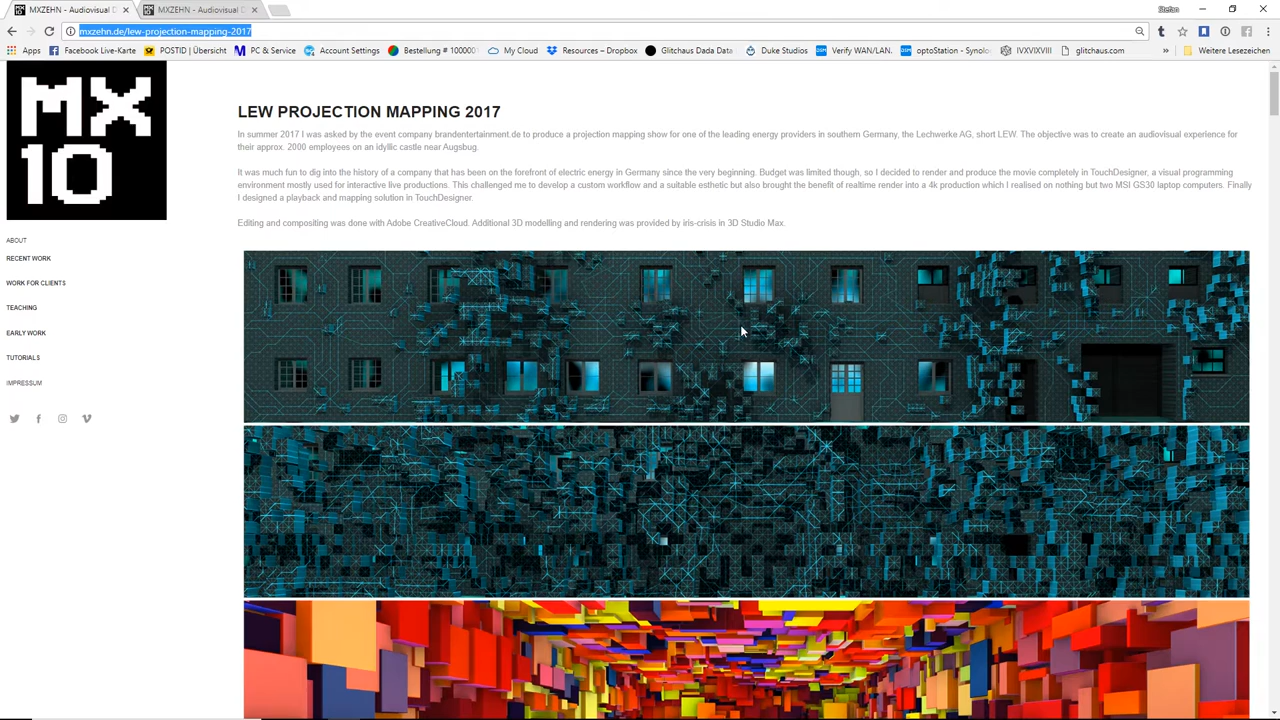 MXZEHN - Audiovisual D
MXZEHN - Audiovisual D
Stefan
mxzehn.de/lew-projection-mapping-2017
Apps
Facebook Live-Karte
POSTID | Übersicht
PC & Service
Account Settings
Bestellung # 1000001
My Cloud
Resources – Dropbox
Glitchaus Dad Datei
Duke Studios
Verify WAN/LAN.
optoStation - Synolo
IVXVIXVIII
glitchaus.com
»
Weitere Lesezeichen
MX
10
LEW PROJECTION MAPPING 2017
In summer 2017 I was asked by the event company brandentertainment.de to produce a projection mapping show for one of the leading energy providers in southern Germany, the Lechwerke AG, short LEW. The objective was to create an audiovisual experience for
their approx. 2000 employees on an idyllic castle near Augsbug.
It was much fun to dig into the history of a company that has been on the forefront of electric energy in Germany since the very beginning. Budget was limited though, so I decided to render and produce the movie completely in TouchDesigner, a visual programming
environment mostly used for interactive live productions. This challenged me to develop a custom workflow and a suitable esthetic but also brought the benefit of realtime render into a 4k production which I realised on nothing but two MSI GS30 laptop computers. Finally
I designed a playback and mapping solution in TouchDesigner.
Editing and compositing was done with Adobe CreativeCloud. Additional 3D modelling and rendering was provided by iris-crisis in 3D Studio Max.
ABOUT
RECENT WORK
WORK FOR CLIENTS
TEACHING
EARLY WORK
TUTORIALS
IMPRESSUM